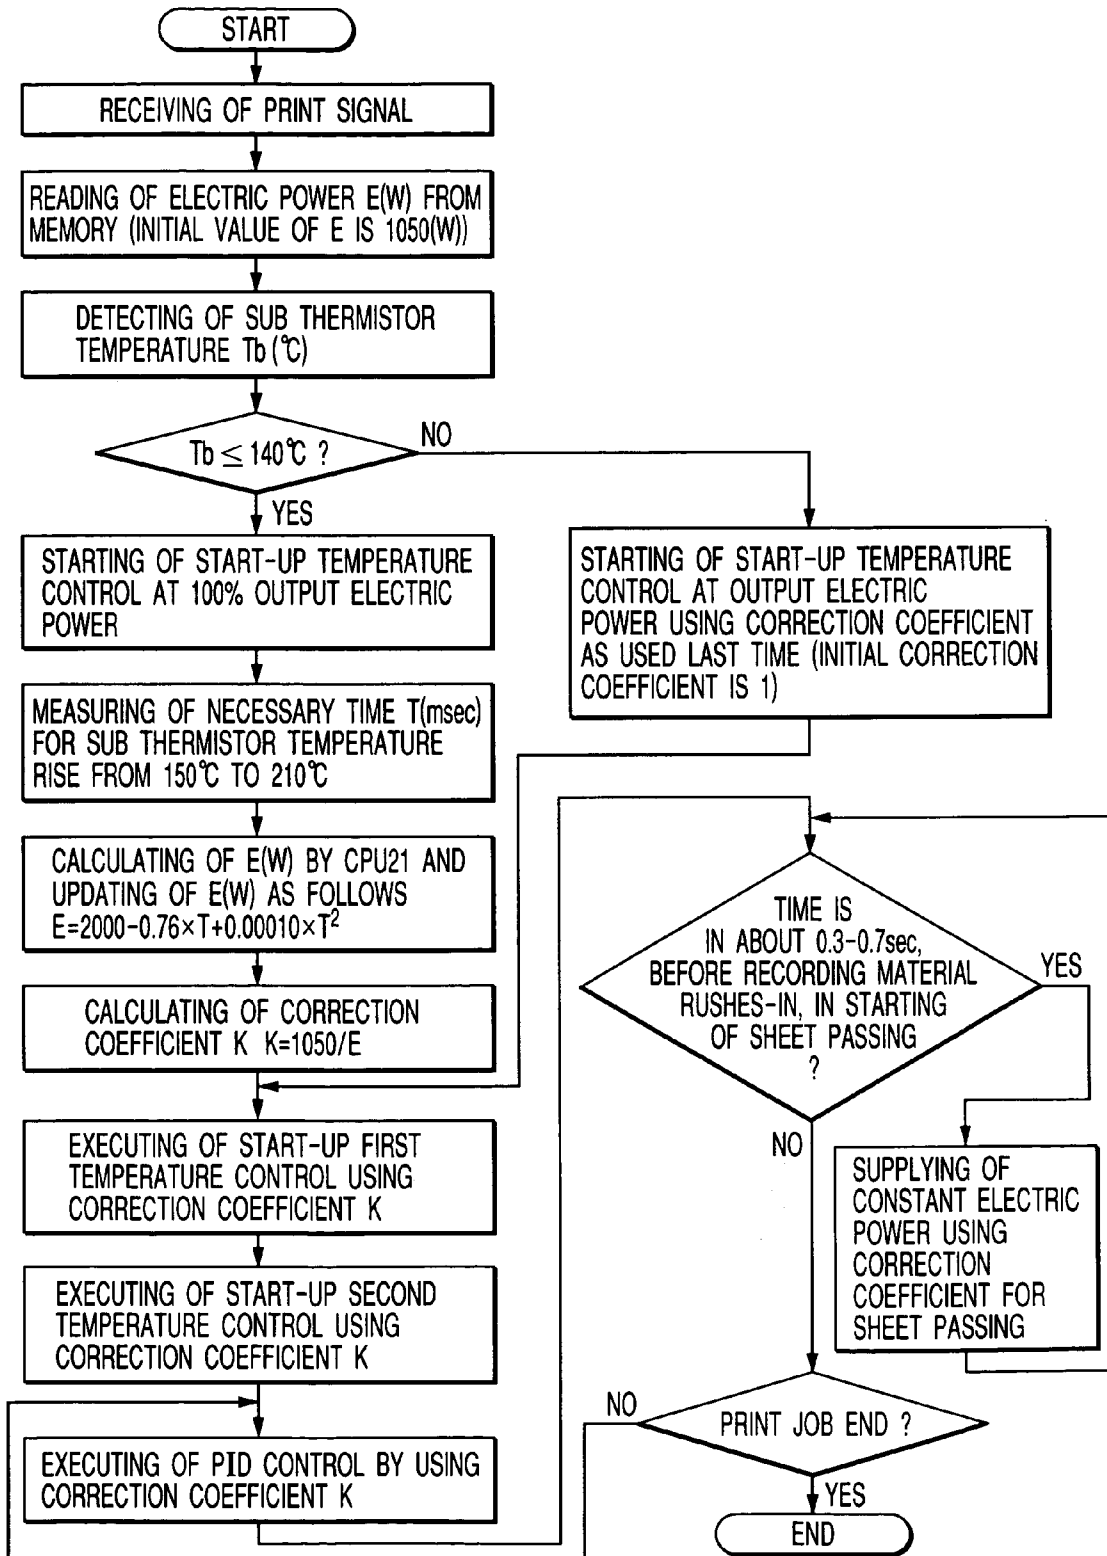 START
RECEIVING OF PRINT SIGNAL
READING OF ELECTRIC POWER E(W) FROM
MEMORY (INITIAL VALUE OF E IS 1050(W))
DETECTING OF SUB THERMISTOR
TEMPERATURE Tb (℃)
Tb ≤ 140℃ ?
NO
YES
STARTING OF START-UP TEMPERATURE
CONTROL AT 100% OUTPUT ELECTRIC
POWER
STARTING OF START-UP TEMPERATURE
CONTROL AT OUTPUT ELECTRIC
POWER USING CORRECTION COEFFICIENT
AS USED LAST TIME (INITIAL CORRECTION
COEFFICIENT IS 1)
MEASURING OF NECESSARY TIME T(msec)
FOR SUB THERMISTOR TEMPERATURE
RISE FROM 150℃ TO 210℃
CALCULATING OF E(W) BY CPU21 AND
UPDATING OF E(W) AS FOLLOWS
E=2000-0.76×T+0.00010×T²
CALCULATING OF CORRECTION
COEFFICIENT K K=1050/E
EXECUTING OF START-UP FIRST
TEMPERATURE CONTROL USING
CORRECTION COEFFICIENT K
EXECUTING OF START-UP SECOND
TEMPERATURE CONTROL USING
CORRECTION COEFFICIENT K
EXECUTING OF PID CONTROL BY USING
CORRECTION COEFFICIENT K
TIME IS
IN ABOUT 0.3-0.7sec,
BEFORE RECORDING MATERIAL
RUSHES-IN, IN STARTING
OF SHEET PASSING
?
YES
NO
SUPPLYING OF
CONSTANT ELECTRIC
POWER USING
CORRECTION
COEFFICIENT FOR
SHEET PASSING
PRINT JOB END ?
NO
YES
END